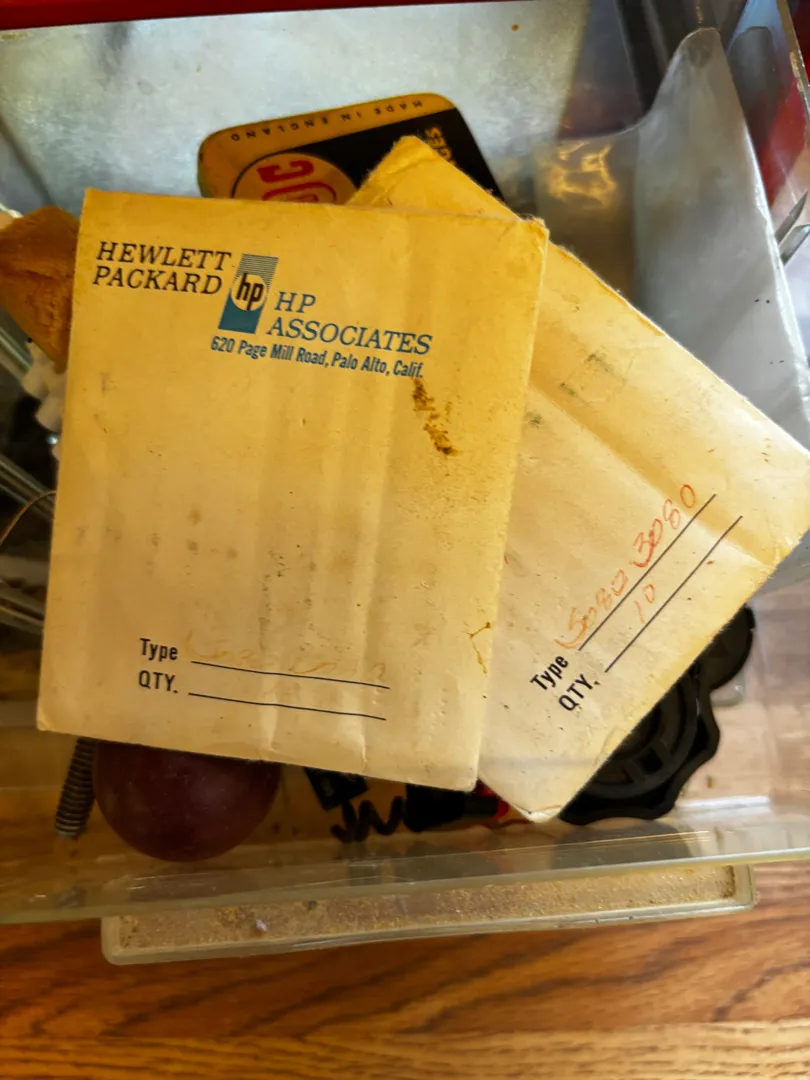 MADE IN ENGLAND
HEWLETT
PACKARD
hp
HP
ASSOCIATES
620 Page Mill Road, Palo Alto, Calif.
Type
QTY.
Type 5082 3080
QTY. 10